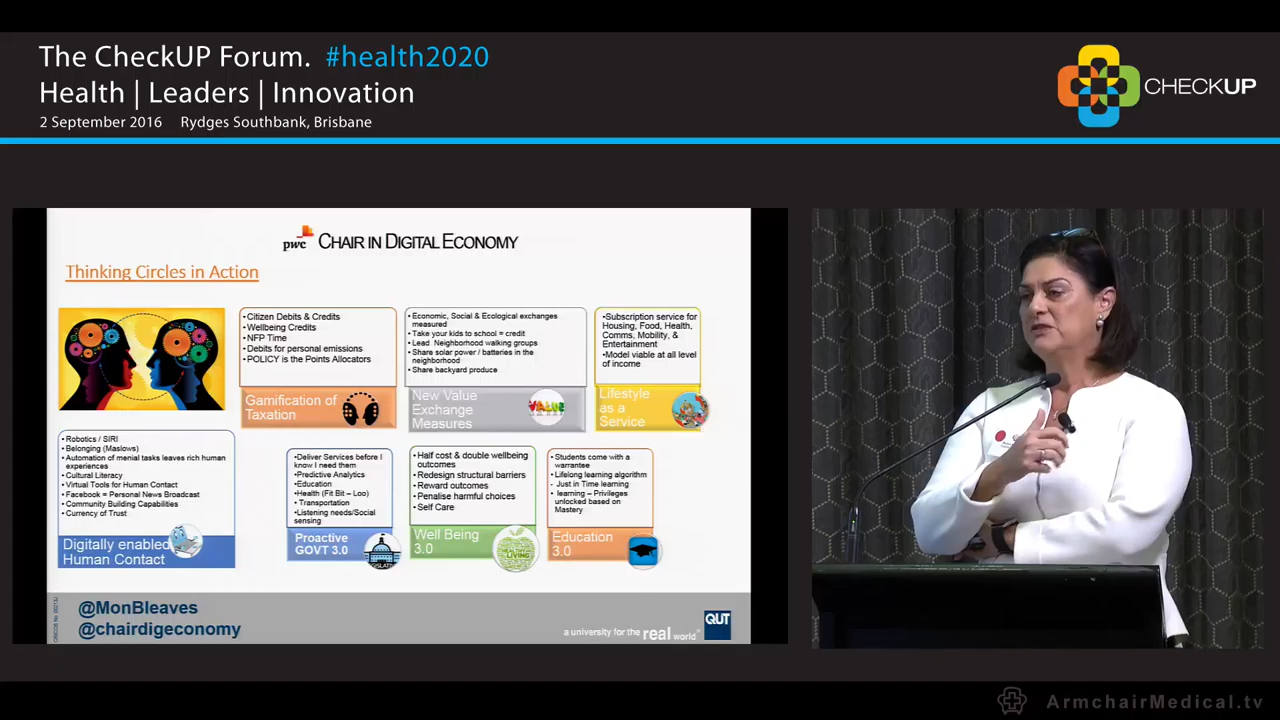 The CheckUP Forum. #health2020
Health | Leaders | Innovation
2 September 2016 Rydges Southbank, Brisbane
CHECKUP
pwc CHAIR IN DIGITAL ECONOMY
Thinking Circles in Action
•Citizen Debits & Credits
•Wellbeing Credits
•NFP Time
•Debits for personal emissions
•POLICY is the Points Allocators
Gamification of
Taxation
•Economic, Social & Ecological exchanges
measured
•Take your kids to school = credit
•Lead Neighborhood walking groups
•Share solar power / batteries in the
neighborhood
•Share backyard produce
New Value
Exchange
Measures
VALUE
•Subscription service for
Housing, Food, Health,
Comms, Mobility, &
Entertainment
•Model viable at all level
of income
Lifestyle
as a
Service
•Robotics / SIRI
•Belonging (Maslows)
•Automation of menial tasks leaves rich human
experiences
•Cultural Literacy
•Virtual Tools for Human Contact
•Facebook = Personal News Broadcast
•Community Building Capabilities
•Currency of Trust
Digitally enabled
Human Contact
•Deliver Services before I
know I need them
•Predictive Analytics
•Education
•Health (Fit Bit – Loo)
•Transportation
•Listening needs/Social
sensing
Proactive
GOVT 3.0
•Half cost & double wellbeing
outcomes
•Redesign structural barriers
•Reward outcomes
•Penalise harmful choices
•Self Care
Well Being
3.0
LIVING
•Students come with a
warrantee
•Lifelong learning algorithm
- Just in Time learning
• learning – Privileges
unlocked based on
Mastery
Education
3.0
@MonBleaves
@chairdigeconomy
a university for the real world
QUT
ArmchairMedical.tv